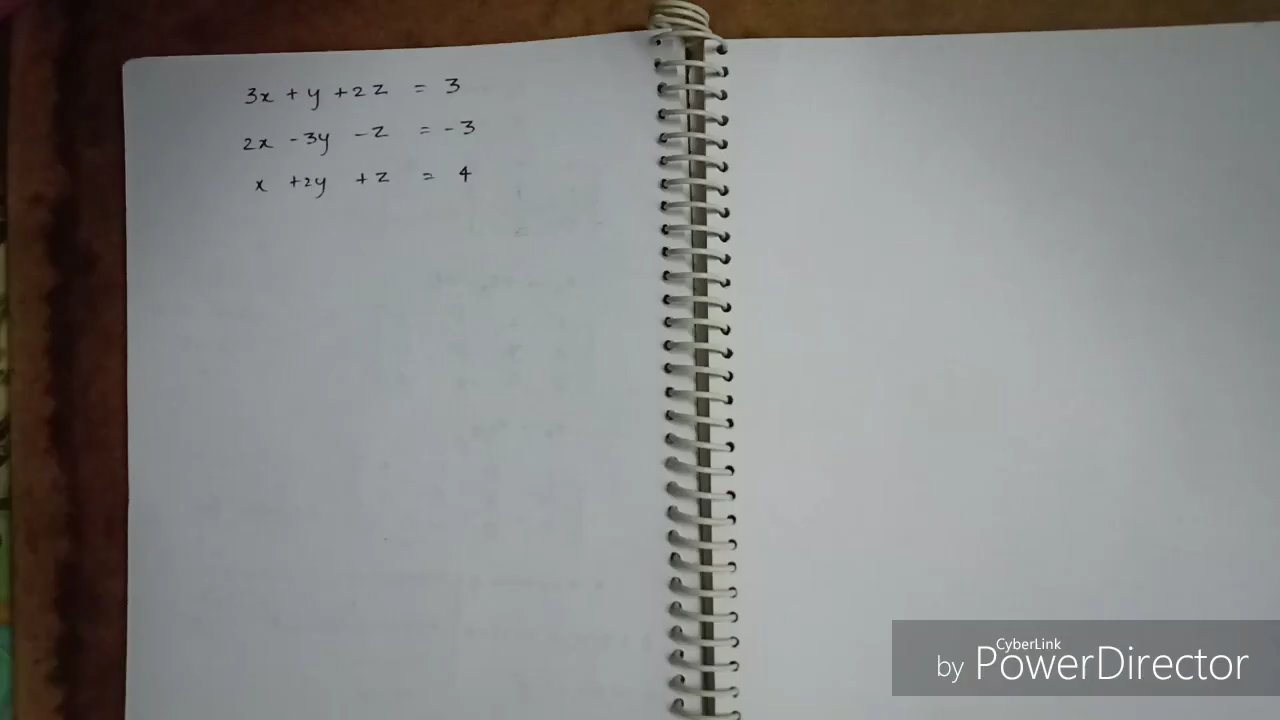 3x + y + 2z = 3
2x - 3y - z = -3
x + 2y + z = 4
CyberLink
by PowerDirector